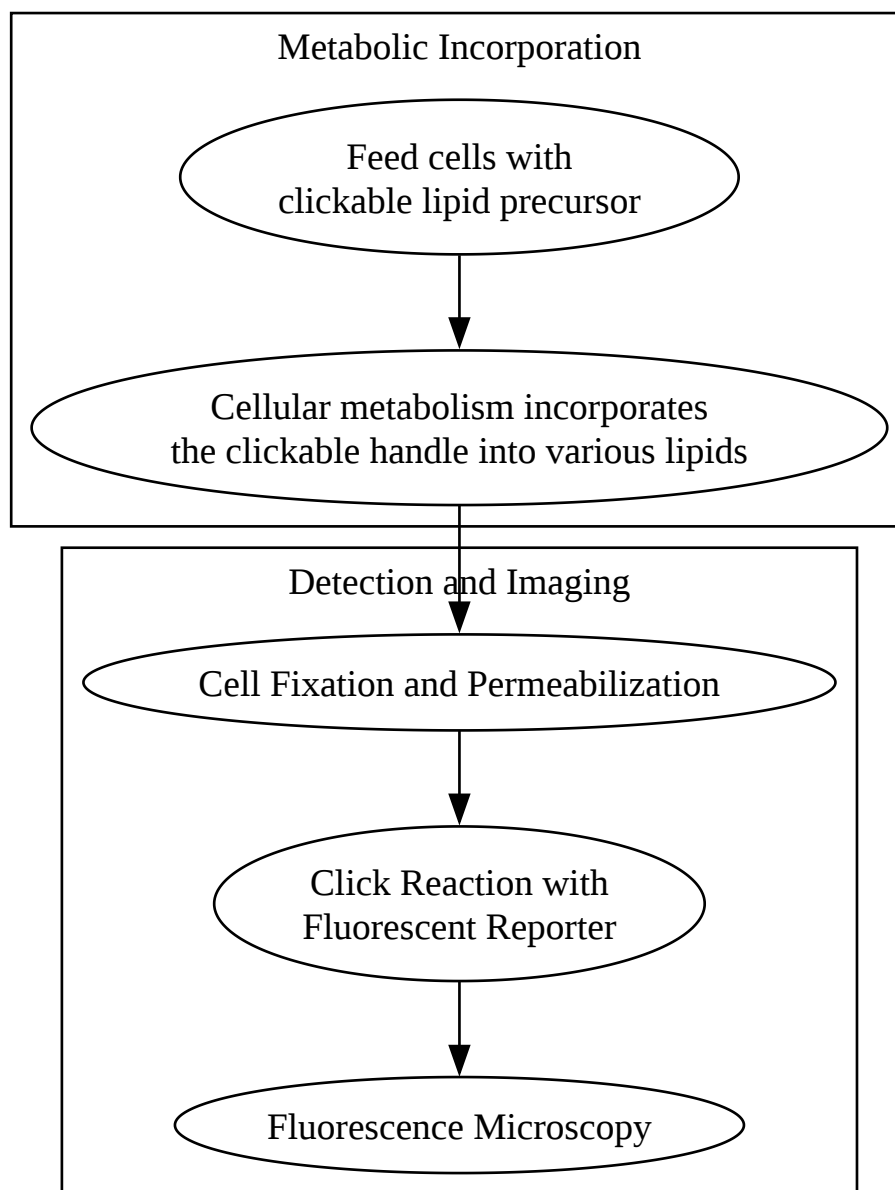 Metabolic Incorporation
Feed cells with
clickable lipid precursor
Cellular metabolism incorporates
the clickable handle into various lipids
Detection and Imaging
Cell Fixation and Permeabilization
Click Reaction with
Fluorescent Reporter
Fluorescence Microscopy